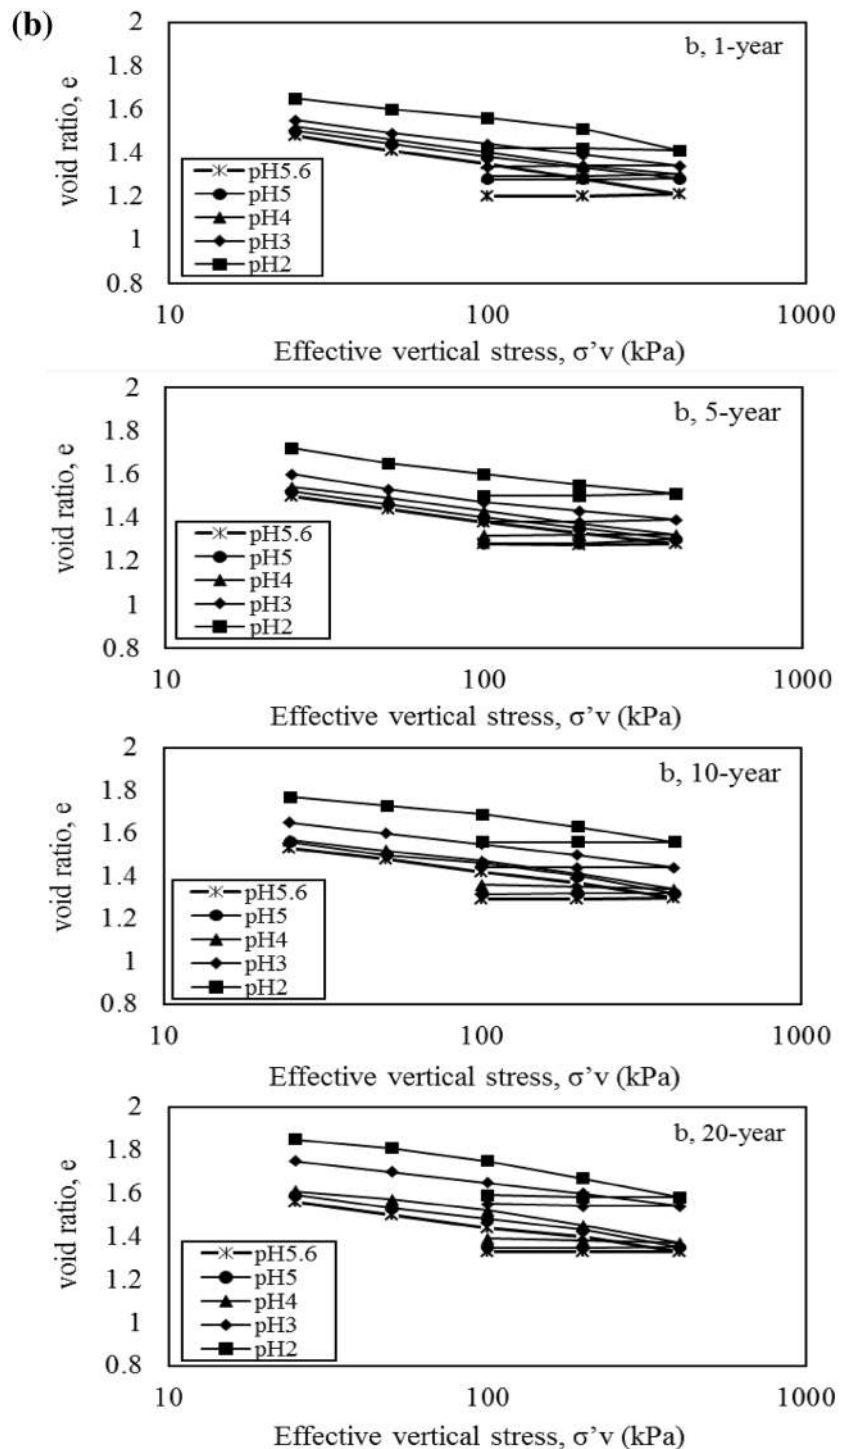 (b)
b, 1-year
void ratio, e
2
1.8
1.6
1.4
1.2
1
0.8
pH5.6
pH5
pH4
pH3
pH2
10
100
1000
Effective vertical stress, σ’v (kPa)
b, 5-year
void ratio, e
2
1.8
1.6
1.4
1.2
1
0.8
pH5.6
pH5
pH4
pH3
pH2
10
100
1000
Effective vertical stress, σ’v (kPa)
b, 10-year
void ratio, e
2
1.8
1.6
1.4
1.2
1
0.8
pH5.6
pH5
pH4
pH3
pH2
10
100
1000
Effective vertical stress, σ’v (kPa)
b, 20-year
void ratio, e
2
1.8
1.6
1.4
1.2
1
0.8
pH5.6
pH5
pH4
pH3
pH2
10
100
1000
Effective vertical stress, σ’v (kPa)